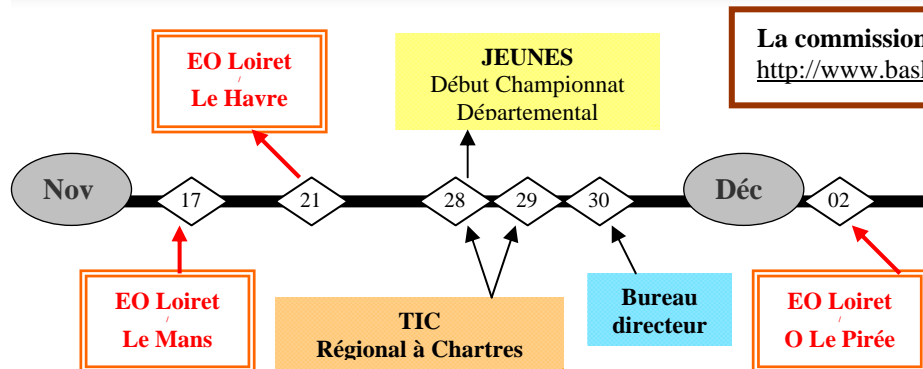 EO Loiret
/
Le Havre
JEUNES
Début Championnat
Départemental
La commission
http://www.bas
Nov
17
21
28
29
30
Déc
02
EO Loiret
/
Le Mans
TIC
Régional à Chartres
Bureau
directeur
EO Loiret
/
O Le Pirée